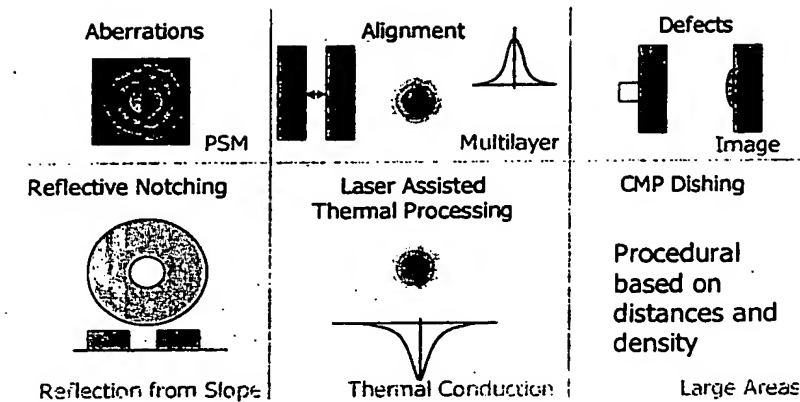 Aberrations
PSM
Alignment
Multilayer
Defects
Image
Reflective Notching
Reflection from Slope
Laser Assisted
Thermal Processing
Thermal Conduction
CMP Dishing
Procedural
based on
distances and
density
Large Areas